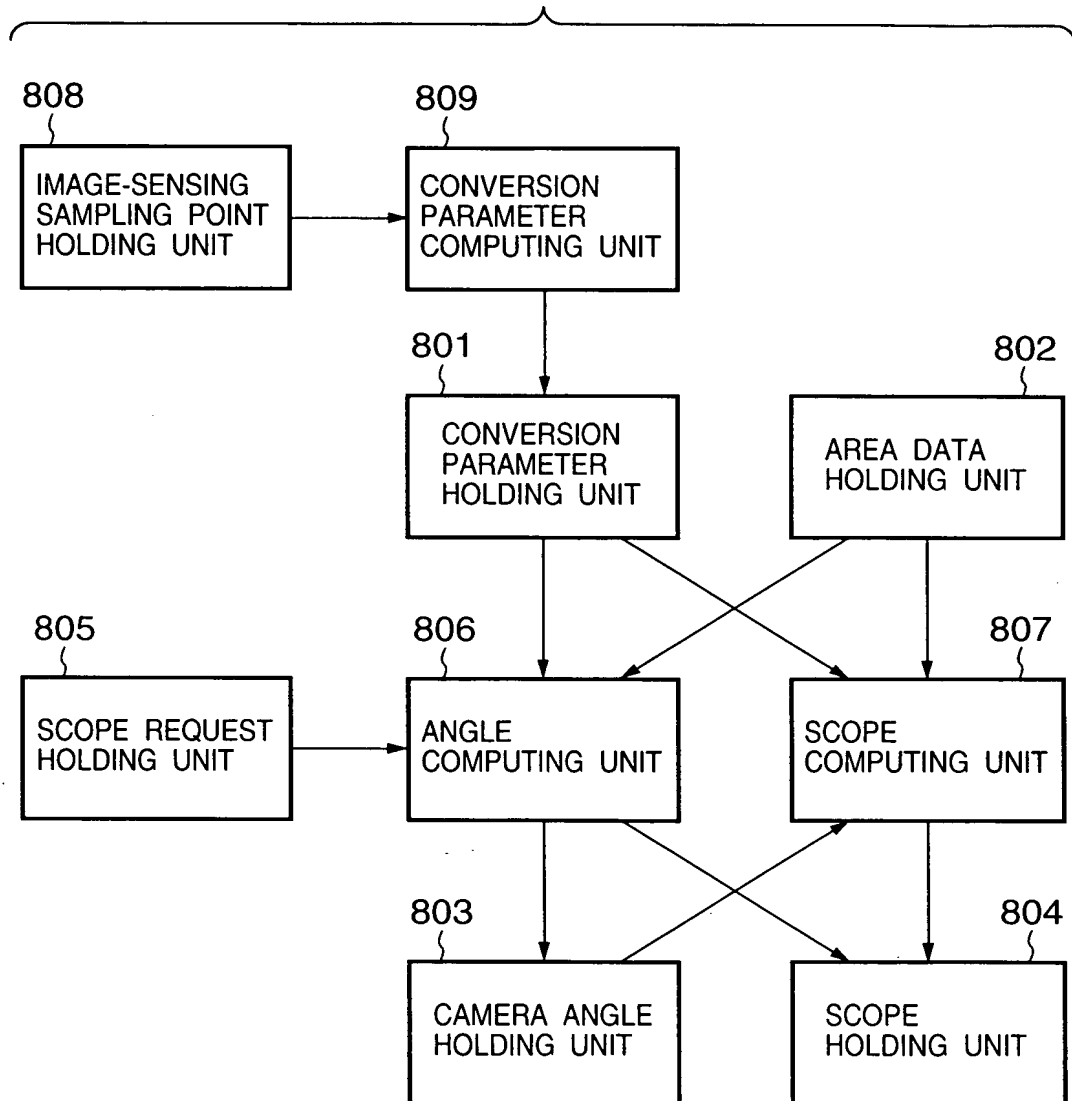 808
809
IMAGE-SENSING
SAMPLING POINT
HOLDING UNIT
CONVERSION
PARAMETER
COMPUTING UNIT
801
802
CONVERSION
PARAMETER
HOLDING UNIT
AREA DATA
HOLDING UNIT
805
806
807
SCOPE REQUEST
HOLDING UNIT
ANGLE
COMPUTING UNIT
SCOPE
COMPUTING UNIT
803
804
CAMERA ANGLE
HOLDING UNIT
SCOPE
HOLDING UNIT